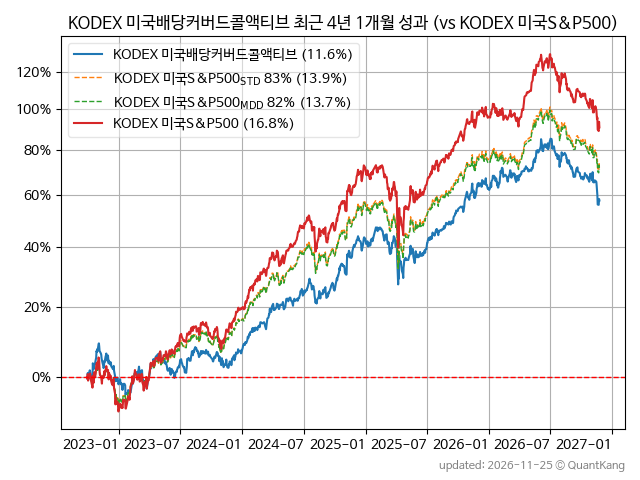 KODEX 미국배당커버드콜액티브 최근 4년 1개월 성과 (vs KODEX 미국S&P500)
KODEX 미국배당커버드콜액티브 (11.6%)
KODEX 미국S&P500STD 83% (13.9%)
KODEX 미국S&P500MDD 82% (13.7%)
KODEX 미국S&P500 (16.8%)
120%
100%
80%
60%
40%
20%
0%
2023-01 2023-07 2024-01 2024-07 2025-01 2025-07 2026-01 2026-07 2027-01
updated: 2026-11-25 © QuantKang